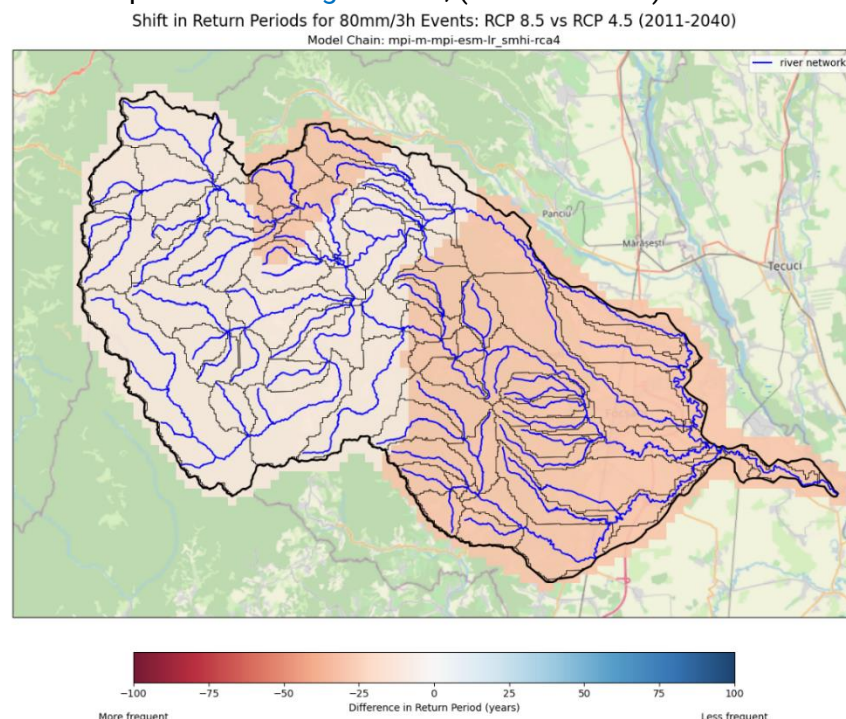 Shift in Return Periods for 80mm/3h Events: RCP 8.5 vs RCP 4.5 (2011-2040)
Model Chain: mpi-m-mpi-esm-lr_smhi-rca4
river network
Panciu
Mărășești
Tecuci
−100 −75 −50 −25 0 25 50 75 100
Difference in Return Period (years)
More frequent Less frequent